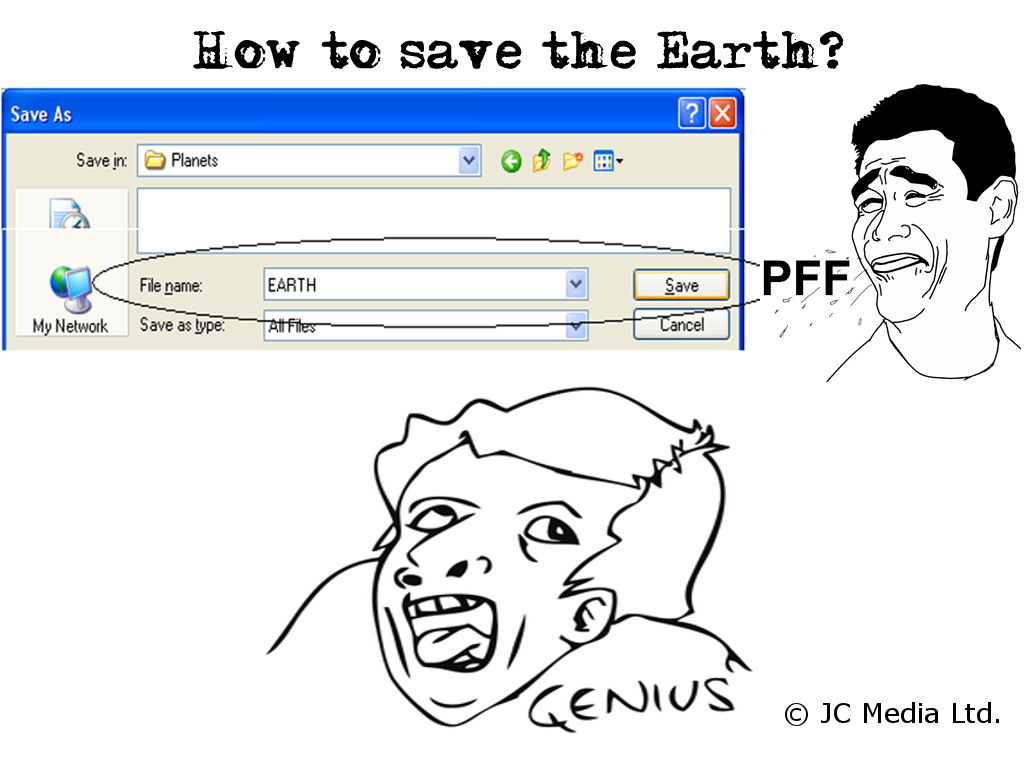 How to save the Earth?
Save As
Save in: Planets
My Network
File name: EARTH Save
Save as type: All Files Cancel
PFF
GENIUS
© JC Media Ltd.